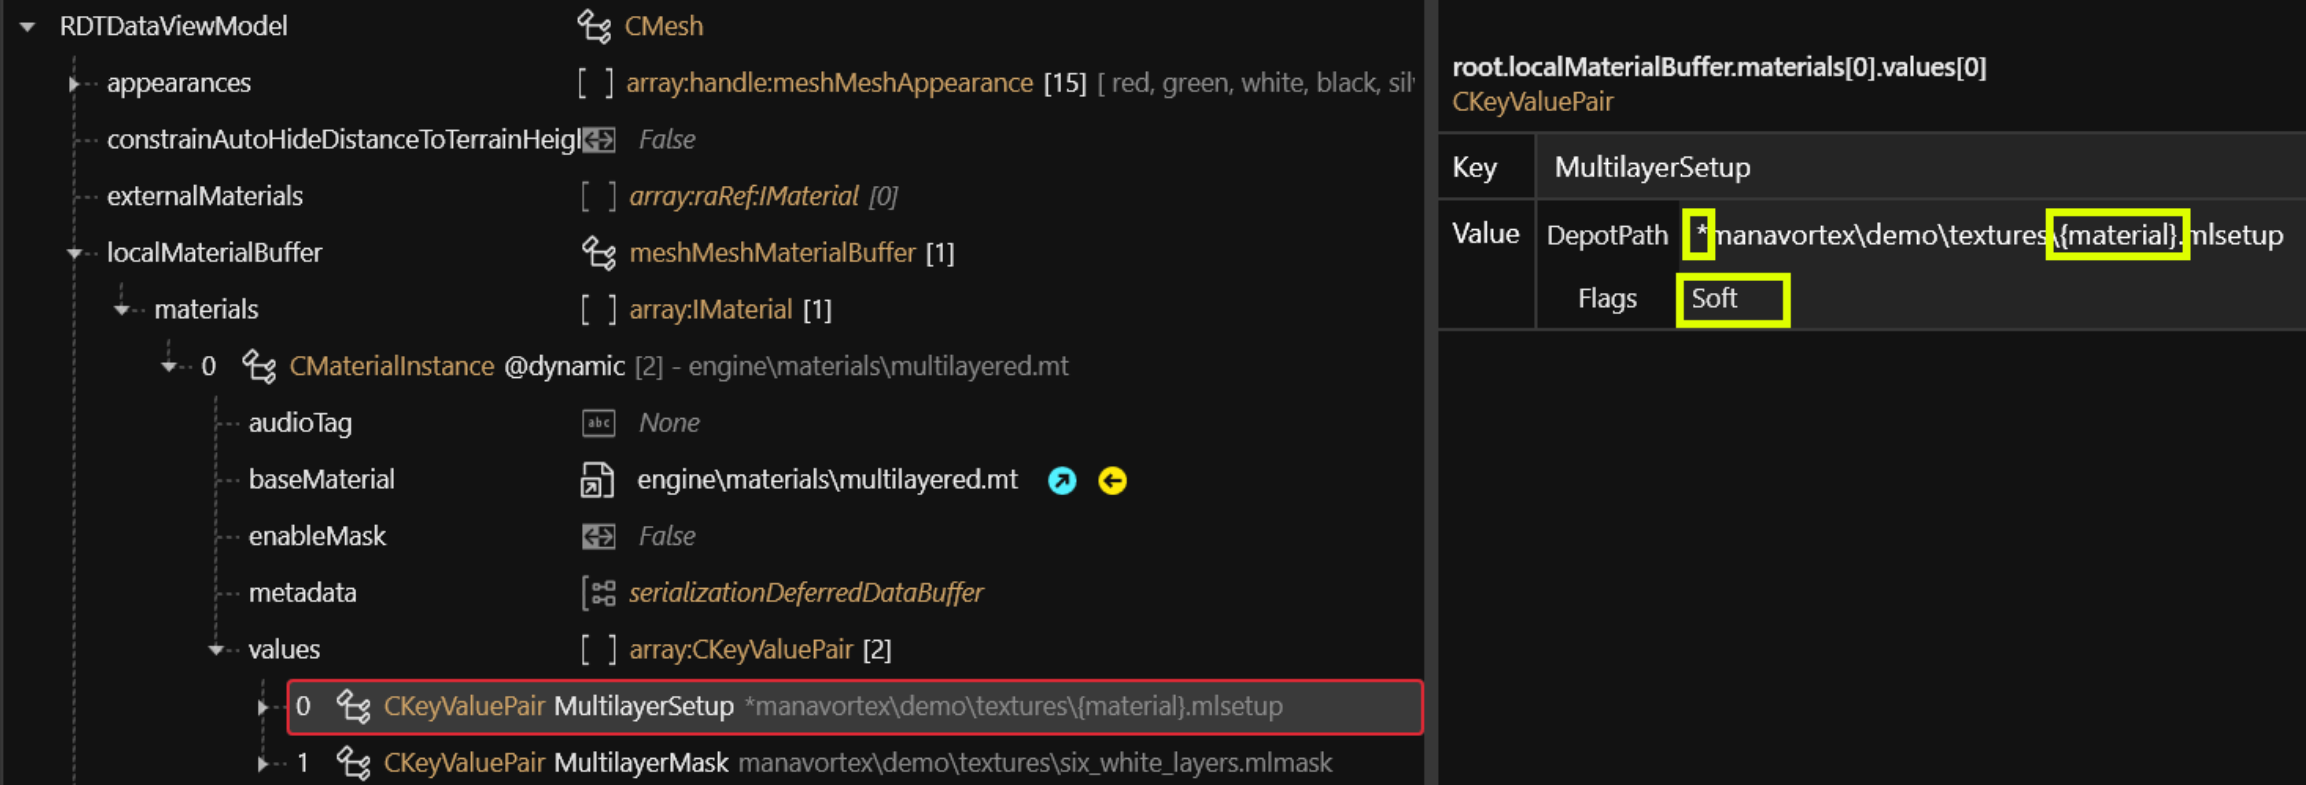 RDTDataViewModel CMesh
appearances [ ] array:handle:meshMeshAppearance [15] [ red, green, white, black, sil
constrainAutoHideDistanceToTerrainHeigl False
externalMaterials [ ] array:raRef:IMaterial [0]
localMaterialBuffer meshMeshMaterialBuffer [1]
materials [ ] array:IMaterial [1]
0 CMaterialInstance @dynamic [2] - engine\materials\multilayered.mt
audioTag abc None
baseMaterial engine\materials\multilayered.mt
enableMask False
metadata serializationDeferredDataBuffer
values [ ] array:CKeyValuePair [2]
0 CKeyValuePair MultilayerSetup *manavortex\demo\textures\{material}.mlsetup
1 CKeyValuePair MultilayerMask manavortex\demo\textures\six_white_layers.mlmask
root.localMaterialBuffer.materials[0].values[0]
CKeyValuePair
Key MultilayerSetup
Value DepotPath *manavortex\demo\textures\{material}.mlsetup
Flags Soft